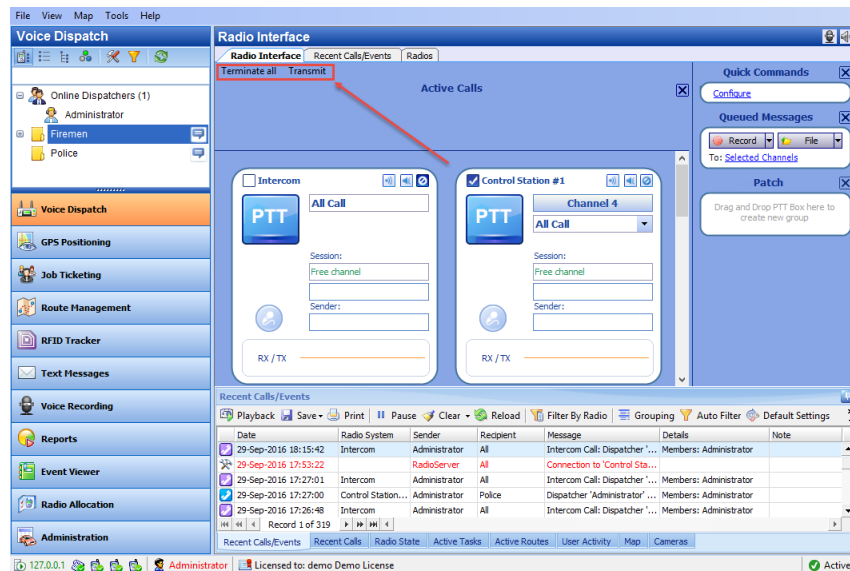 File View Map Tools Help
Voice Dispatch
Radio Interface
Radio Interface Recent Calls/Events Radios
Terminate all Transmit
Active Calls
Online Dispatchers (1)
Administrator
Firemen
Police
Quick Commands
Configure
Queued Messages
Record File
To: Selected Channels
Patch
Drag and Drop PTT Box here to
create new group
Intercom
PTT
All Call
Session:
Free channel
Sender:
RX / TX
Control Station #1
PTT
Channel 4
All Call
Session:
Free channel
Sender:
RX / TX
Voice Dispatch
GPS Positioning
Job Ticketing
Route Management
RFID Tracker
Text Messages
Voice Recording
Reports
Event Viewer
Radio Allocation
Administration
Recent Calls/Events
Playback Save Print Pause Clear Reload Filter By Radio Grouping Auto Filter Default Settings
Date Radio System Sender Recipient Message Details Note
29-Sep-2016 18:15:42 Intercom Administrator All Intercom Call: Dispatcher '... Members: Administrator
29-Sep-2016 17:53:22 RadioServer All Connection to 'Control Sta...
29-Sep-2016 17:27:01 Intercom Administrator All Intercom Call: Dispatcher '... Members: Administrator
29-Sep-2016 17:27:00 Control Station... Administrator Police Dispatcher 'Administrator' ... Members: Administrator
29-Sep-2016 17:26:48 Intercom Administrator All Intercom Call: Dispatcher '... Members: Administrator
Record 1 of 319
Recent Calls/Events Recent Calls Radio State Active Tasks Active Routes User Activity Map Cameras
127.0.0.1 Administrator Licensed to: demo Demo License Active